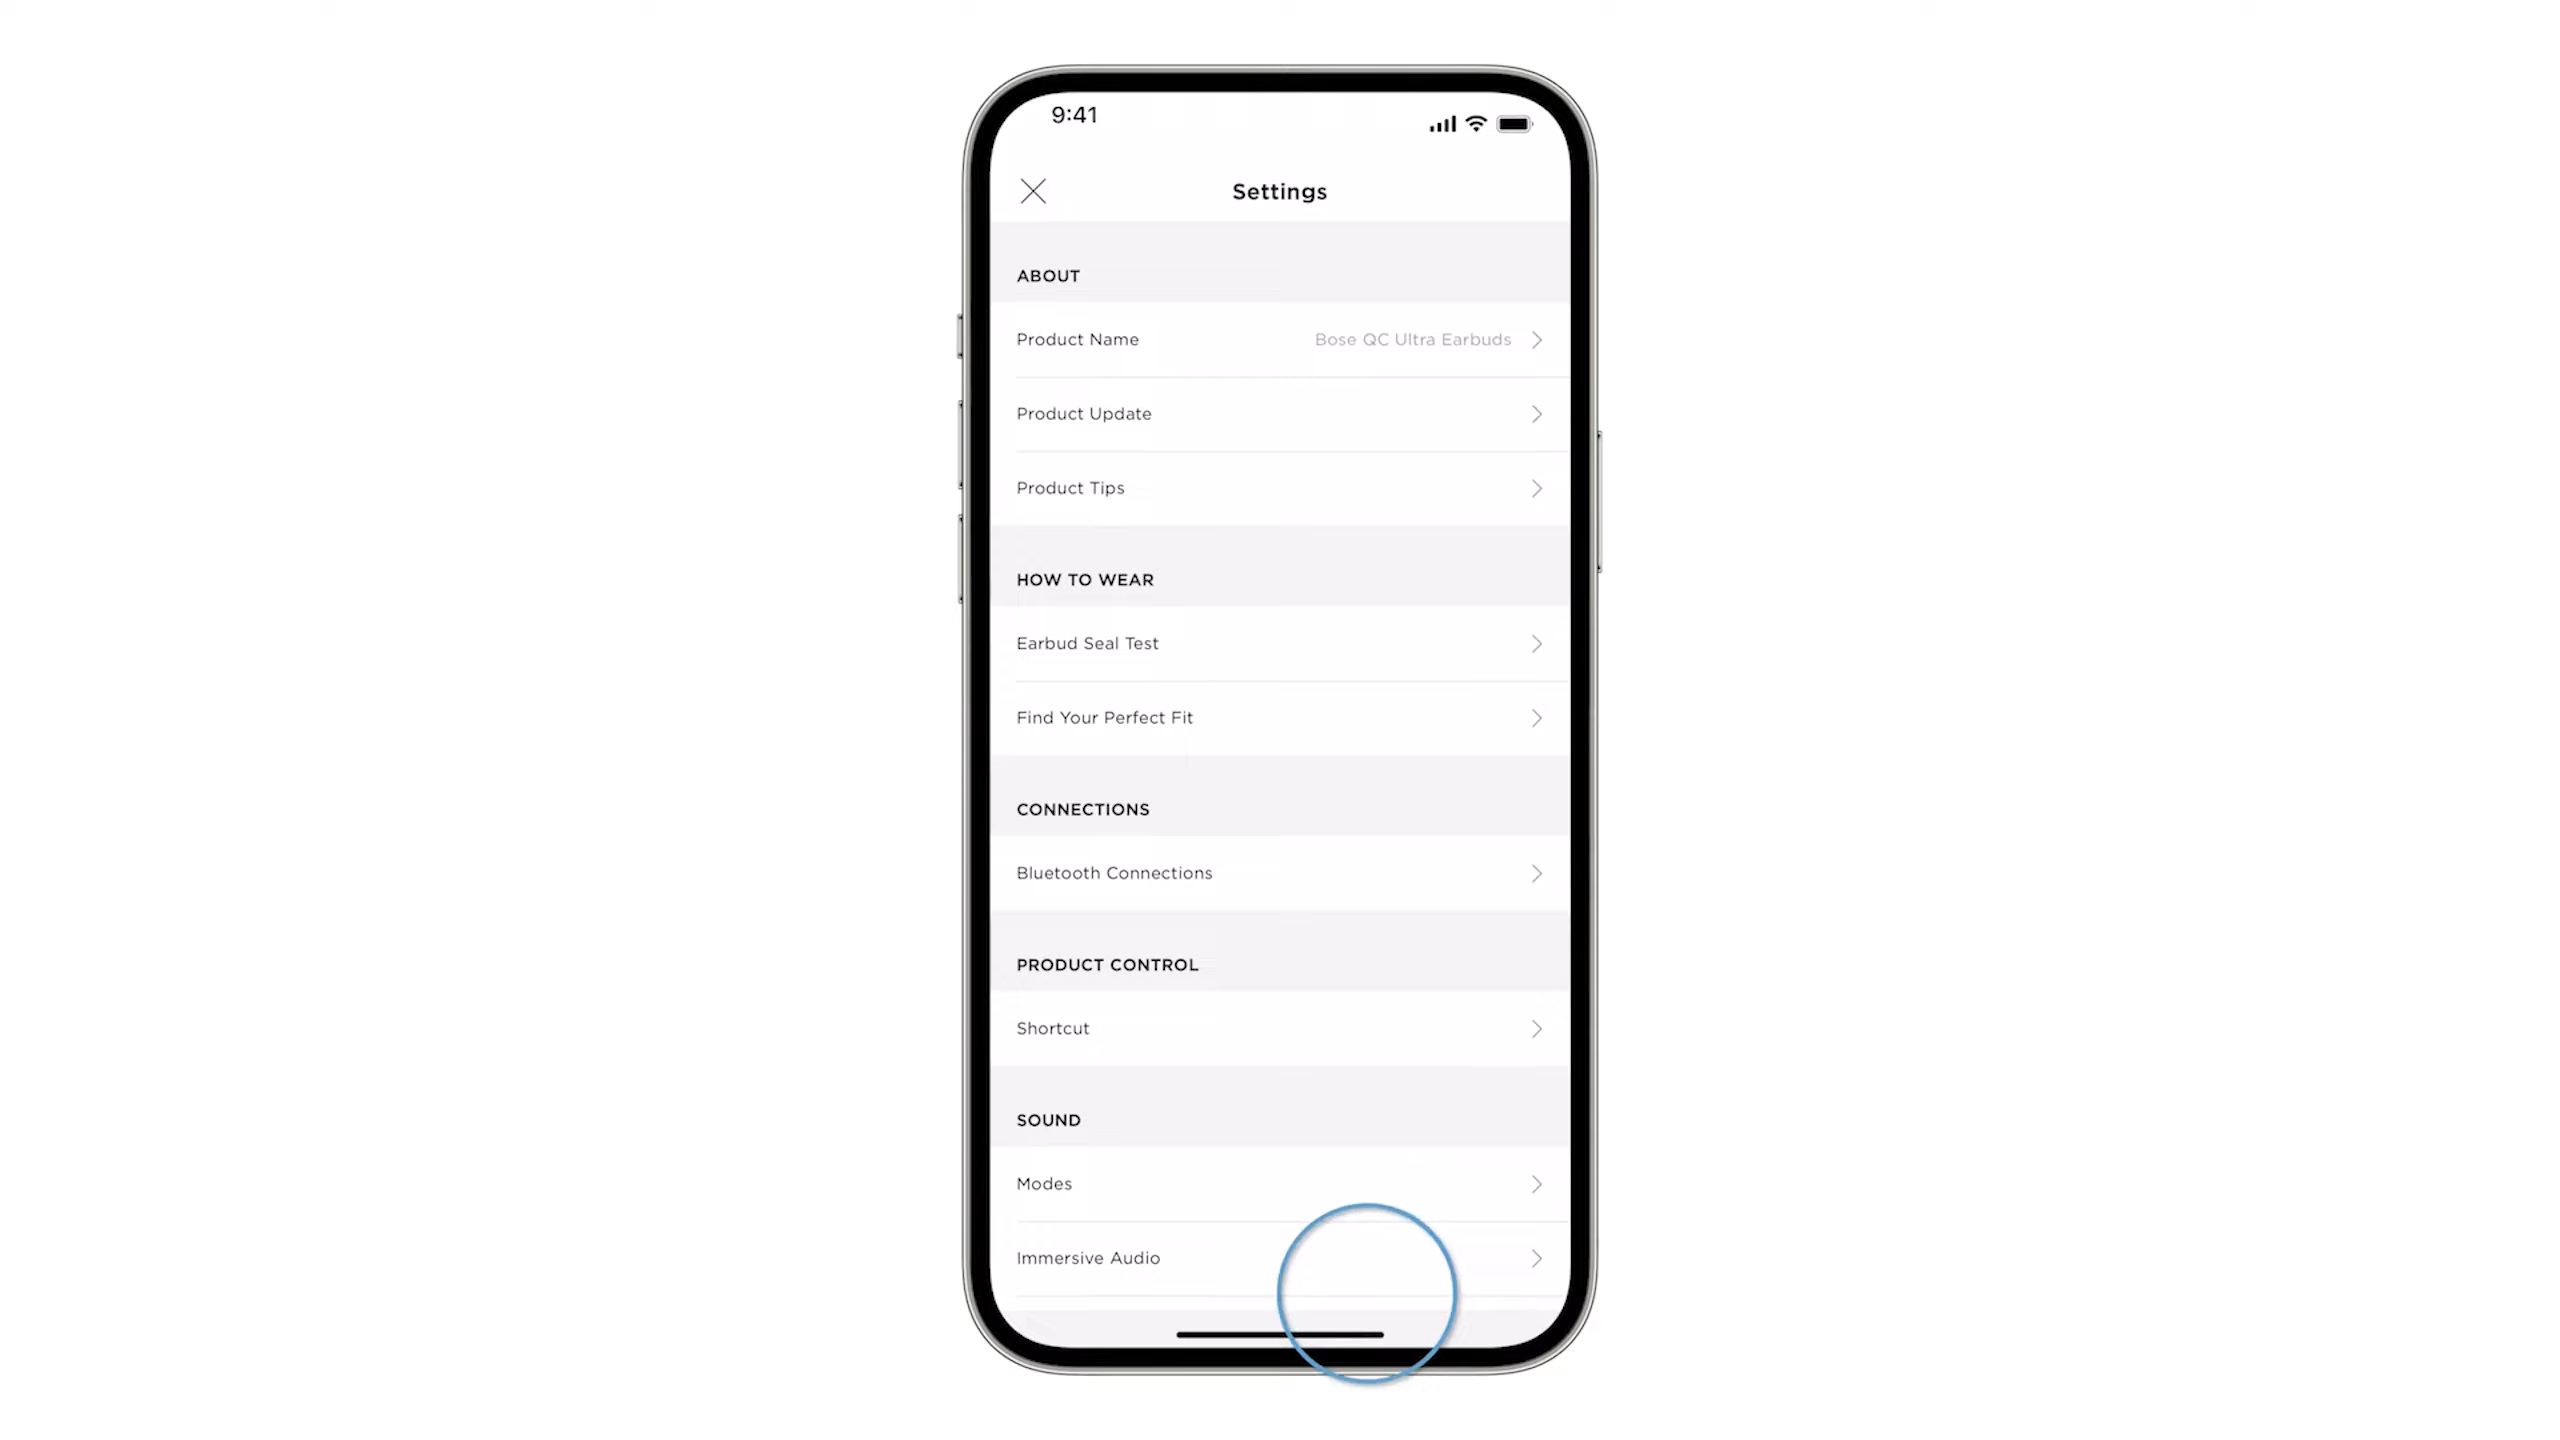 9:41
Settings
ABOUT
Product Name Bose QC Ultra Earbuds
Product Update
Product Tips
HOW TO WEAR
Earbud Seal Test
Find Your Perfect Fit
CONNECTIONS
Bluetooth Connections
PRODUCT CONTROL
Shortcut
SOUND
Modes
Immersive Audio